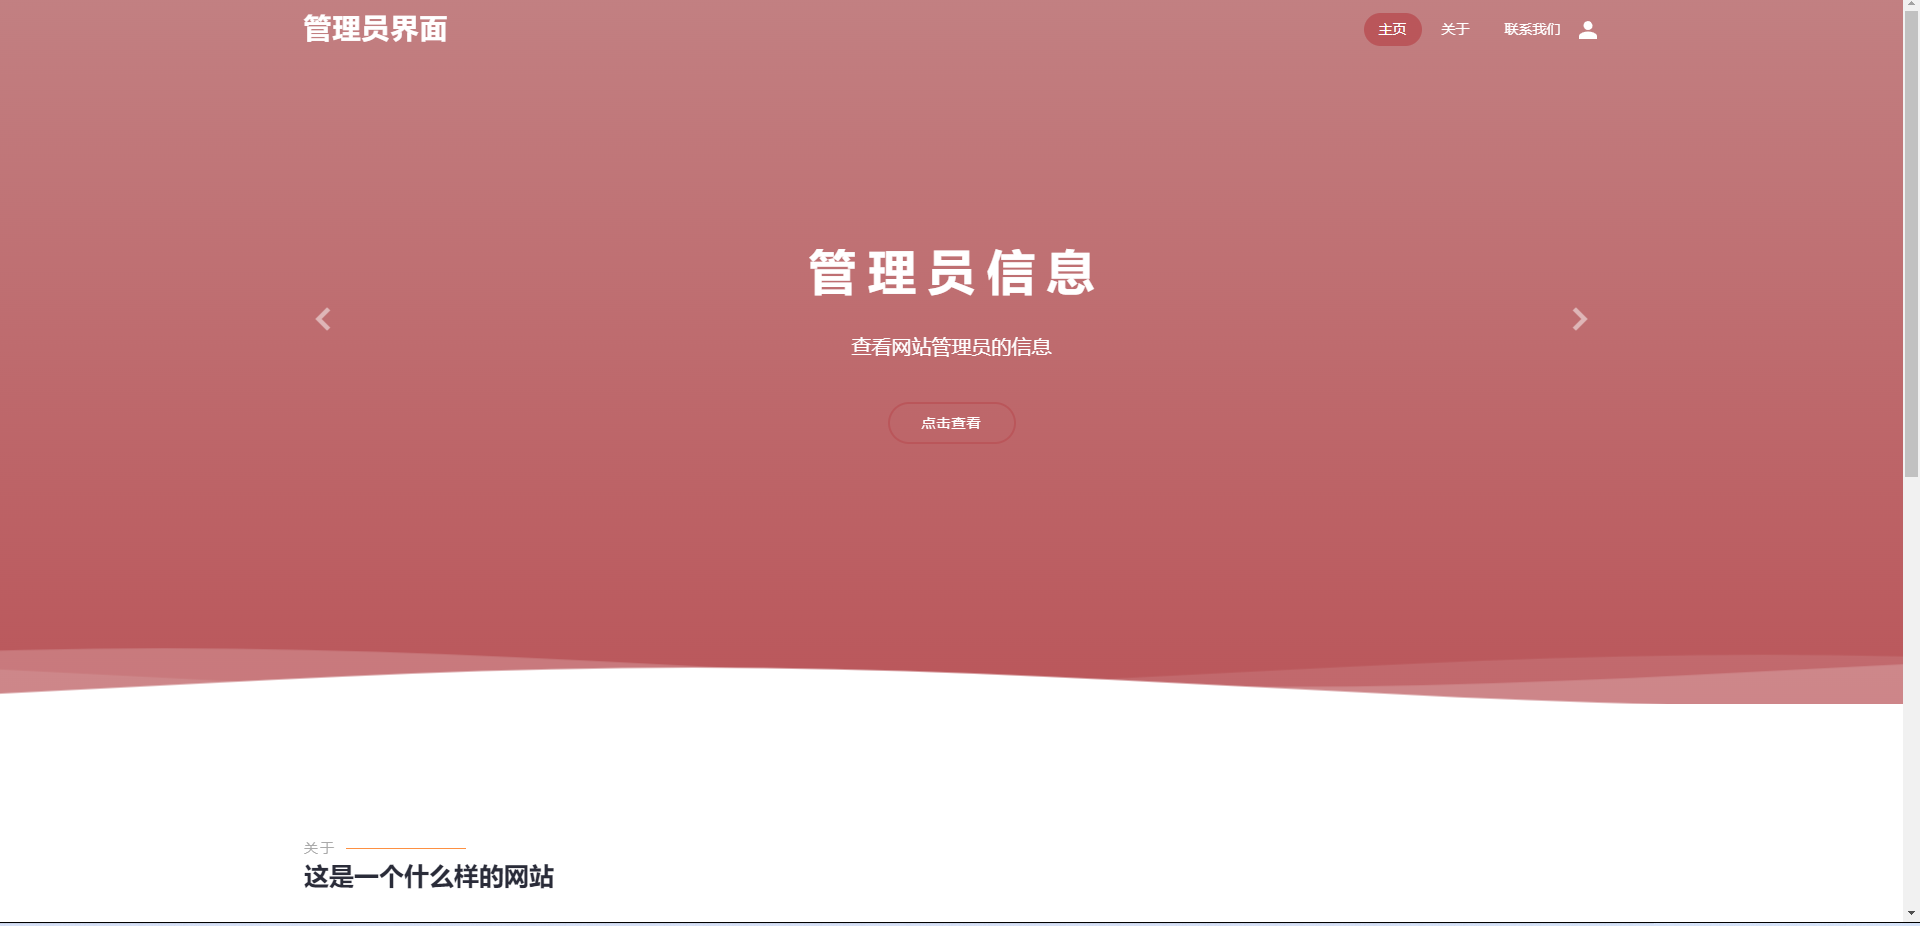 管理员界面
主页 关于 联系我们
管理员信息
查看网站管理员的信息
点击查看
关于
这是一个什么样的网站